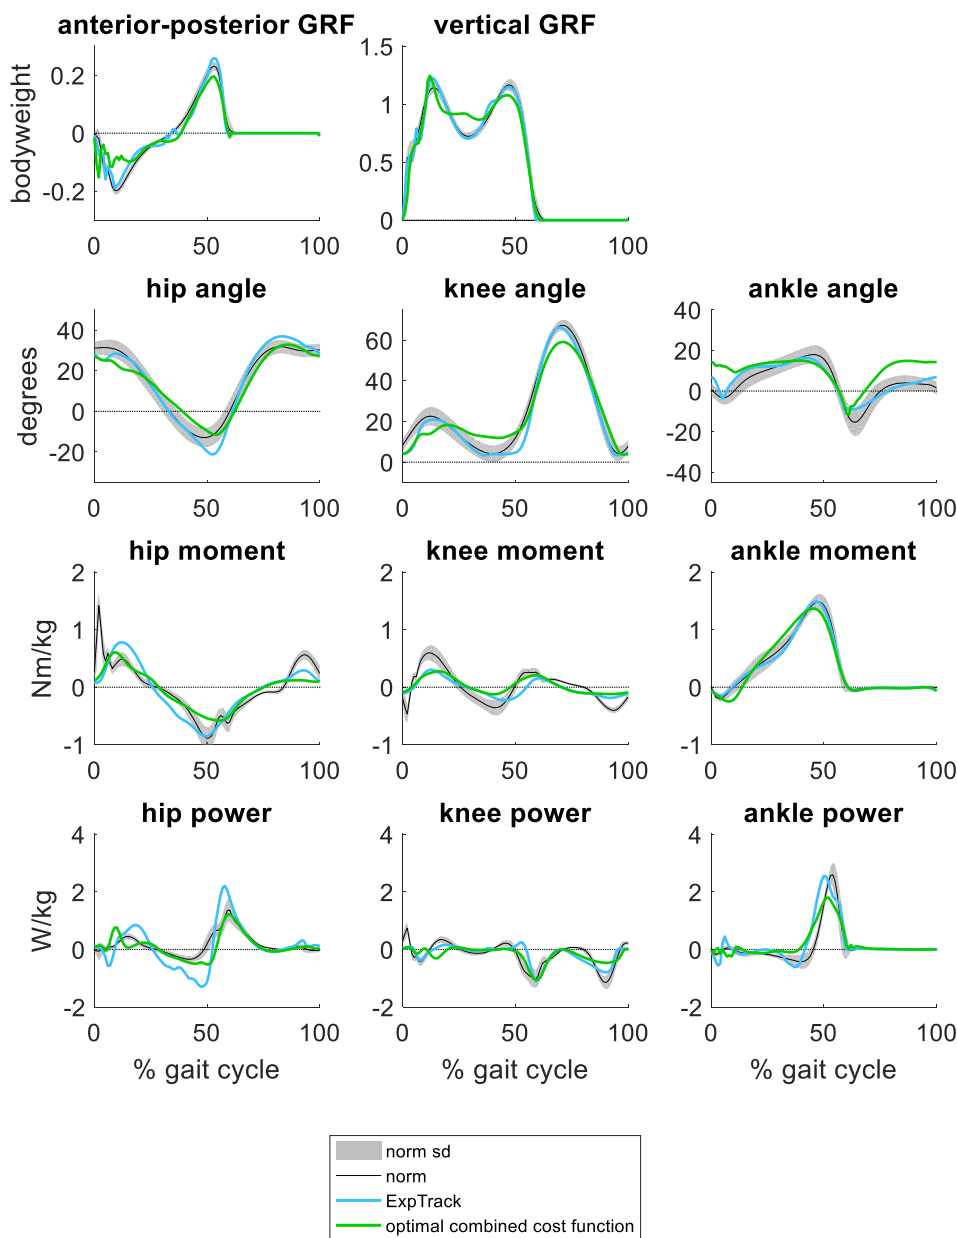 anterior-posterior GRF vertical GRF
bodyweight
0.2
0
-0.2
0 50 100
1.5
1
0.5
0
0 50 100
hip angle knee angle ankle angle
degrees
40
20
0
-20
0 50 100
60
40
20
0
0 50 100
40
20
0
-20
-40
0 50 100
hip moment knee moment ankle moment
Nm/kg
2
1
0
-1
0 50 100
2
1
0
-1
0 50 100
2
1
0
-1
0 50 100
hip power knee power ankle power
W/kg
4
2
0
-2
0 50 100
4
2
0
-2
0 50 100
4
2
0
-2
0 50 100
% gait cycle % gait cycle % gait cycle
norm sd
norm
ExpTrack
optimal combined cost function